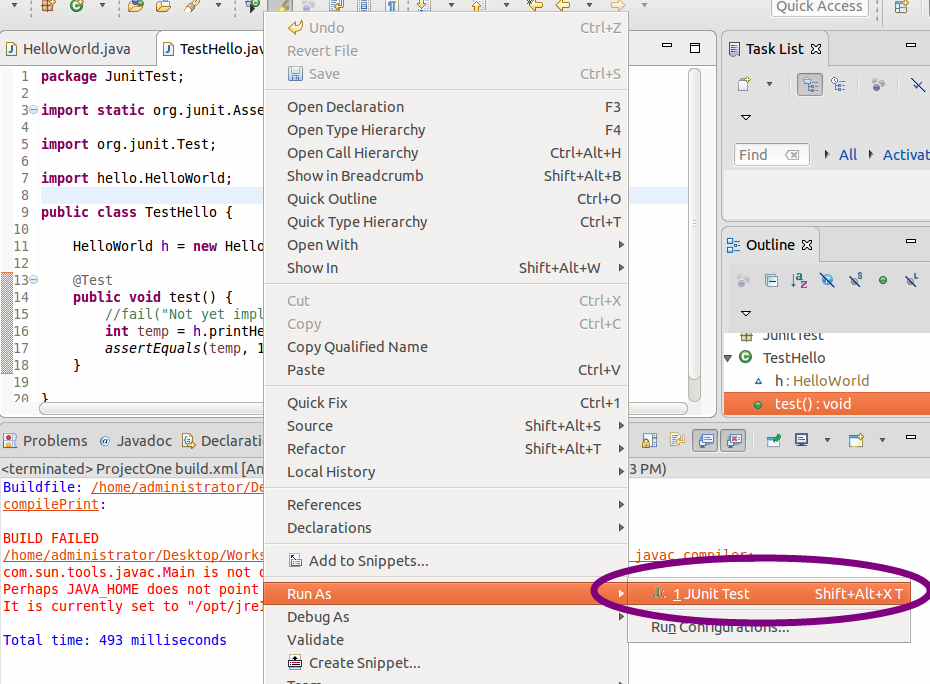 Quick Access
HelloWorld.java
TestHello.jav
1 package JunitTest;
2
3 import static org.junit.Asse
4
5 import org.junit.Test;
6
7 import hello.HelloWorld;
8
9 public class TestHello {
10
11 HelloWorld h = new Hello
12
13 @Test
14 public void test() {
15 //fail("Not yet impl
16 int temp = h.printHe
17 assertEquals(temp, 1
18 }
19
20 }
Undo Ctrl+Z
Revert File
Save Ctrl+S
Open Declaration F3
Open Type Hierarchy F4
Open Call Hierarchy Ctrl+Alt+H
Show in Breadcrumb Shift+Alt+B
Quick Outline Ctrl+O
Quick Type Hierarchy Ctrl+T
Open With
Show In Shift+Alt+W
Cut Ctrl+X
Copy Ctrl+C
Copy Qualified Name
Paste Ctrl+V
Quick Fix Ctrl+1
Source Shift+Alt+S
Refactor Shift+Alt+T
Local History
References
Declarations
Add to Snippets...
Run As
Debug As
Validate
Create Snippet...
Team
1 JUnit Test Shift+Alt+X T
Run Configurations...
Task List
Find
All
Activat
Outline
JunitTest
TestHello
h : HelloWorld
test() : void
Problems
@ Javadoc
Declarati
<terminated> ProjectOne build.xml [An
3 PM)
Buildfile: /home/administrator/De
compilePrint:
BUILD FAILED
/home/administrator/Desktop/Works
javac compiler:
com.sun.tools.javac.Main is not o
Perhaps JAVA_HOME does not point
It is currently set to "/opt/jre1
Total time: 493 milliseconds